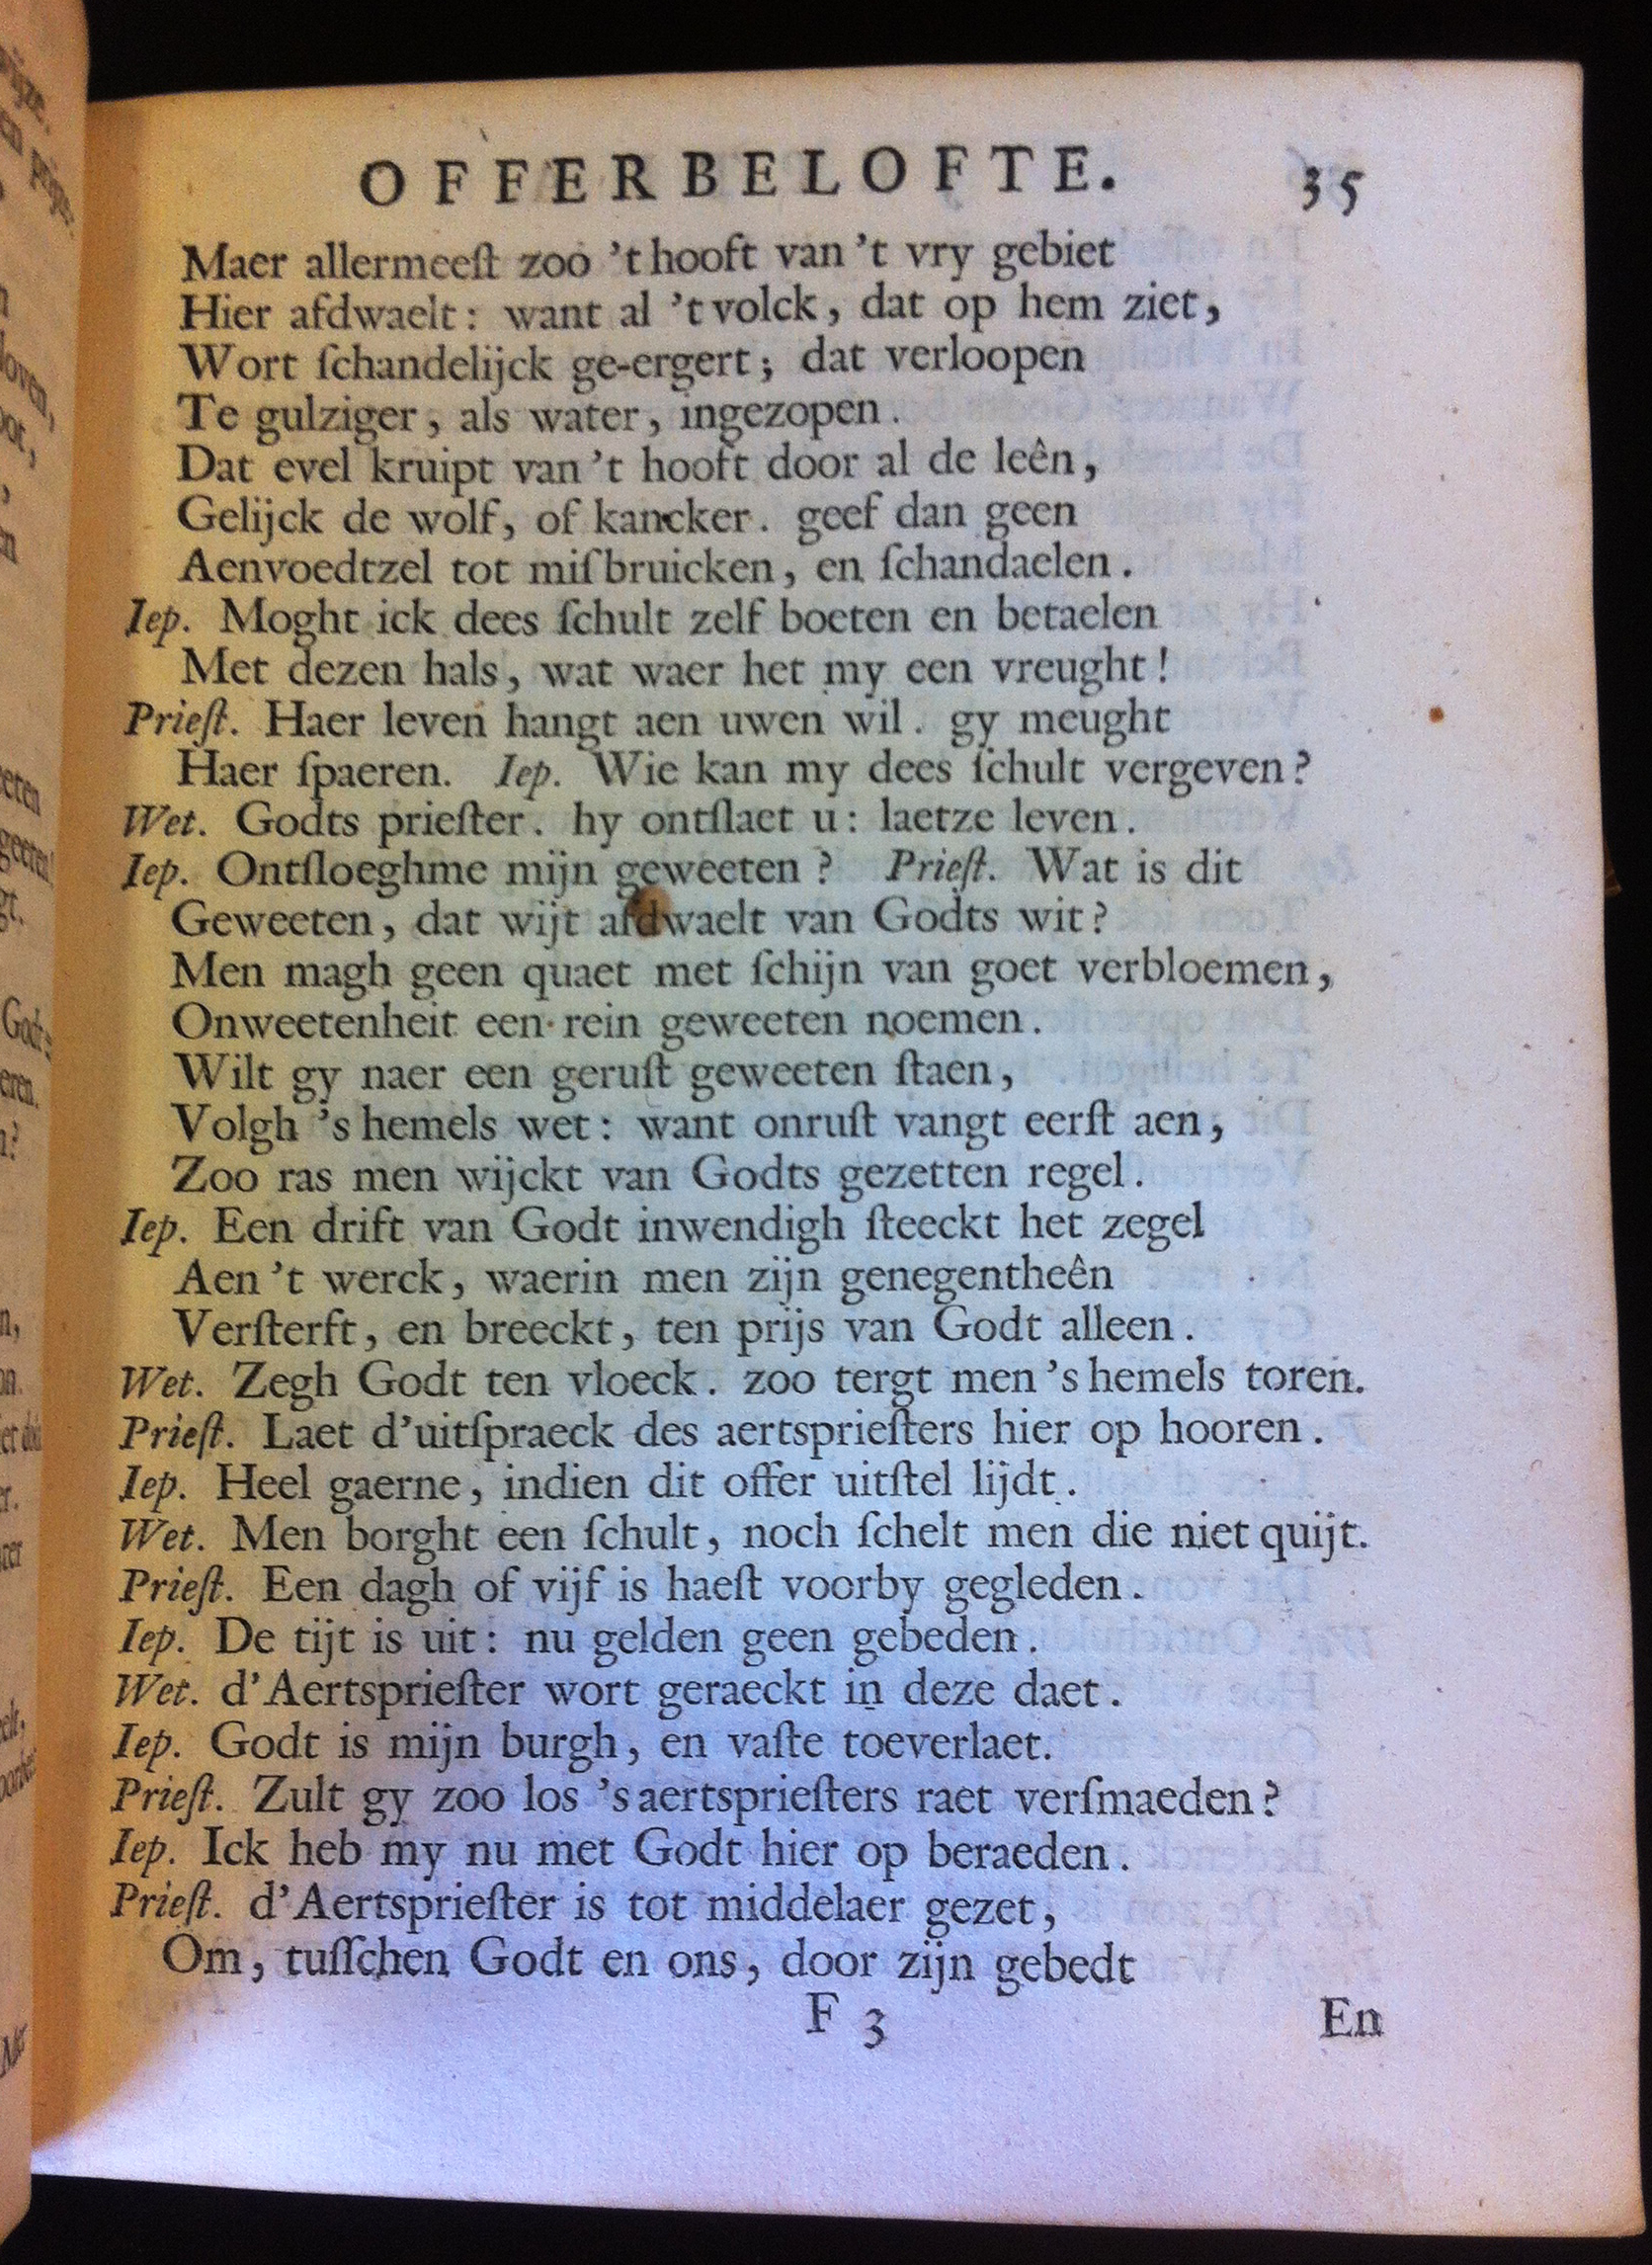 OFFERBELOFTE. 35
Maer allermeeſt zoo 't hooft van 't vry gebiet
Hier afdwaelt: want al 't volck, dat op hem ziet,
Wort ſchandelijck ge-ergert; dat verloopen
Te gulziger, als water, ingezopen.
Dat evel kruipt van 't hooft door al de leên,
Gelijck de wolf, of kancker. geef dan geen
Aenvoedtzel tot miſbruicken, en ſchandaelen.
Iep. Moght ick dees ſchult zelf boeten en betaelen
Met dezen hals, wat waer het my een vreught!
Prieſt. Haer leven hangt aen uwen wil. gy meught
Haer ſpaeren. Iep. Wie kan my dees ſchult vergeven?
Wet. Godts prieſter. hy ontſlaet u: laetze leven.
Iep. Ontſloeghme mijn geweeten? Prieſt. Wat is dit
Geweeten, dat wijt afdwaelt van Godts wit?
Men magh geen quaet met ſchijn van goet verbloemen,
Onweetenheit een rein geweeten noemen.
Wilt gy naer een geruſt geweeten ſtaen,
Volgh 's hemels wet: want onruſt vangt eerſt aen,
Zoo ras men wijckt van Godts gezetten regel.
Iep. Een drift van Godt inwendigh ſteeckt het zegel
Aen 't werck, waerin men zijn genegentheên
Verſterft, en breeckt, ten prijs van Godt alleen.
Wet. Zegh Godt ten vloeck. zoo tergt men 's hemels toren.
Prieſt. Laet d'uitſpraeck des aertsprieſters hier op hooren.
Iep. Heel gaerne, indien dit offer uitſtel lijdt.
Wet. Men borght een ſchult, noch ſchelt men die niet quijt.
Prieſt. Een dagh of vijf is haeſt voorby gegleden.
Iep. De tijt is uit: nu gelden geen gebeden.
Wet. d'Aertsprieſter wort geraeckt in deze daet.
Iep. Godt is mijn burgh, en vaſte toeverlaet.
Prieſt. Zult gy zoo los 's aertsprieſters raet verſmaeden?
Iep. Ick heb my nu met Godt hier op beraeden.
Prieſt. d'Aertsprieſter is tot middelaer gezet,
Om, tuſſchen Godt en ons, door zijn gebedt
F 3 En